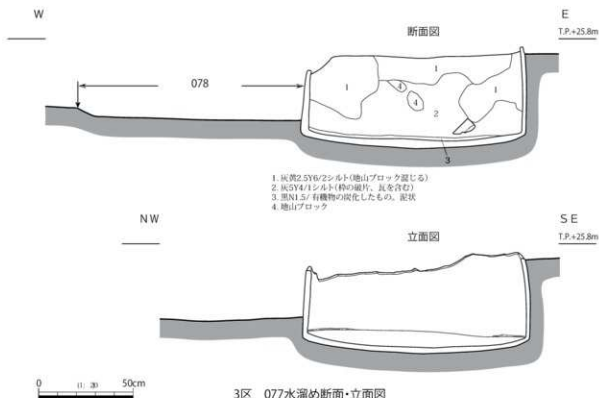 W
E
断面図
T.P.+25.8m
078
1
1
1
4
4
2
3
1. 灰黄2.5Y6/2シルト(地山ブロック混じる)
2. 灰5Y4/1シルト(枠の破片、瓦を含む)
3. 黒N1.5/ 有機物の炭化したもの、泥状
4. 地山ブロック
NW
SE
立面図
T.P.+25.8m
0
(1: 20)
50cm
3区 077水溜め断面・立面図